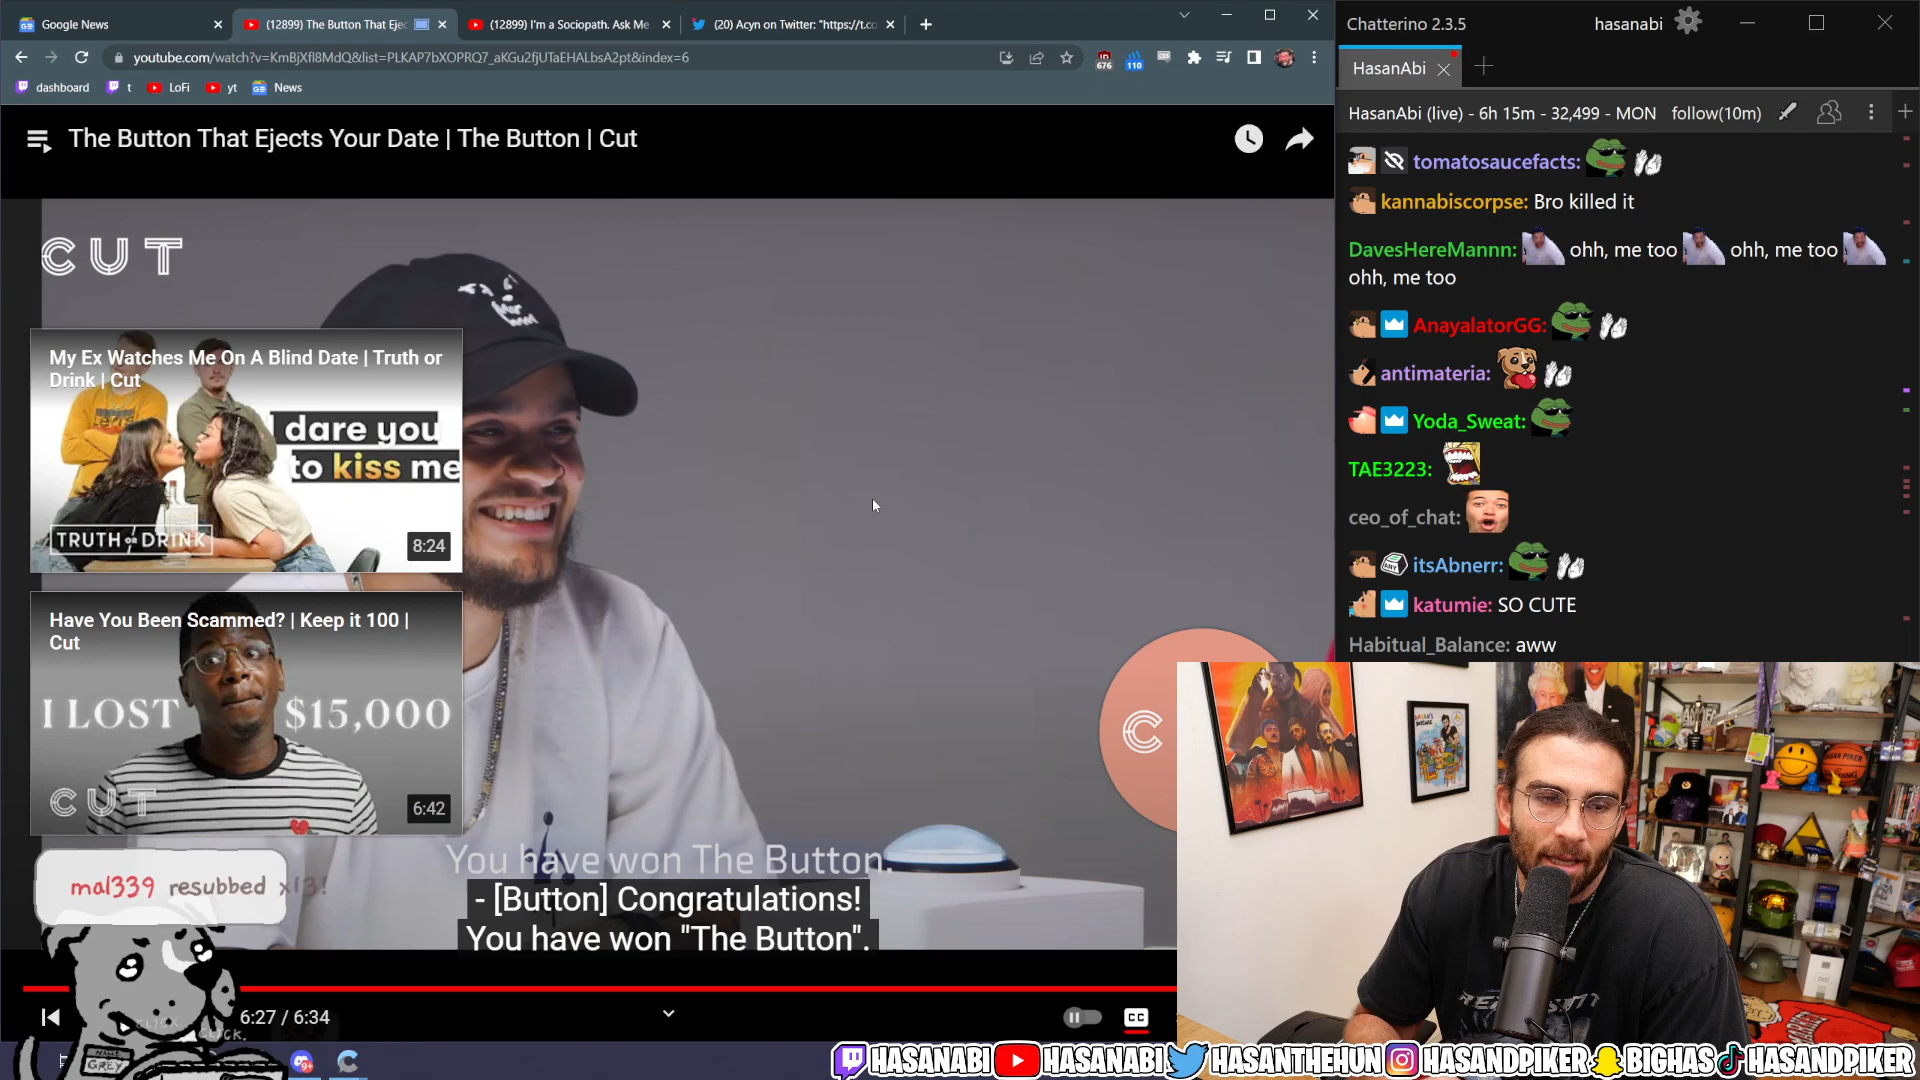 Google News
(12899) The Button That Ejec
(12899) I'm a Sociopath. Ask Me
(20) Acyn on Twitter: "https://t.co
youtube.com/watch?v=KmBjXfl8MdQ&list=PLKAP7bXOPRQ7_aKGu2fjUTaEHALbsA2pt&index=6
676
110
dashboard
t
LoFi
yt
News
The Button That Ejects Your Date | The Button | Cut
CUT
My Ex Watches Me On A Blind Date | Truth or
Drink | Cut
I dare you
to kiss me
TRUTH OR DRINK
8:24
Have You Been Scammed? | Keep it 100 |
Cut
I LOST $15,000
CUT
6:42
mal339 resubbed x13!
You have won The Button.
- [Button] Congratulations!
You have won "The Button".
6:27 / 6:34
CC
GREY
Chatterino 2.3.5
hasanabi
HasanAbi
HasanAbi (live) - 6h 15m - 32,499 - MON
follow(10m)
tomatosaucefacts:
kannabiscorpse: Bro killed it
DavesHereMannn: ohh, me too ohh, me too
ohh, me too
AnayalatorGG:
antimateria:
Yoda_Sweat:
TAE3223:
ceo_of_chat:
itsAbnerr:
katumie: SO CUTE
Habitual_Balance: aww
HASANABI HASANABI HASANTHEHUN HASANDPIKER BIGHAS HASANDPIKER